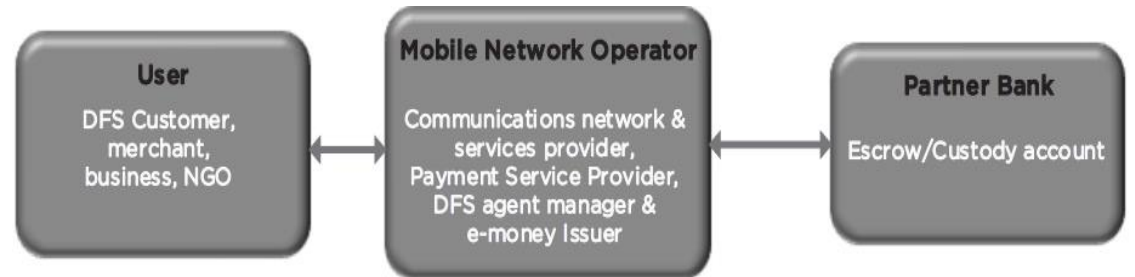 User
DFS Customer,
merchant,
business, NGO
Mobile Network Operator
Communications network &
services provider,
Payment Service Provider,
DFS agent manager &
e-money Issuer
Partner Bank
Escrow/Custody account